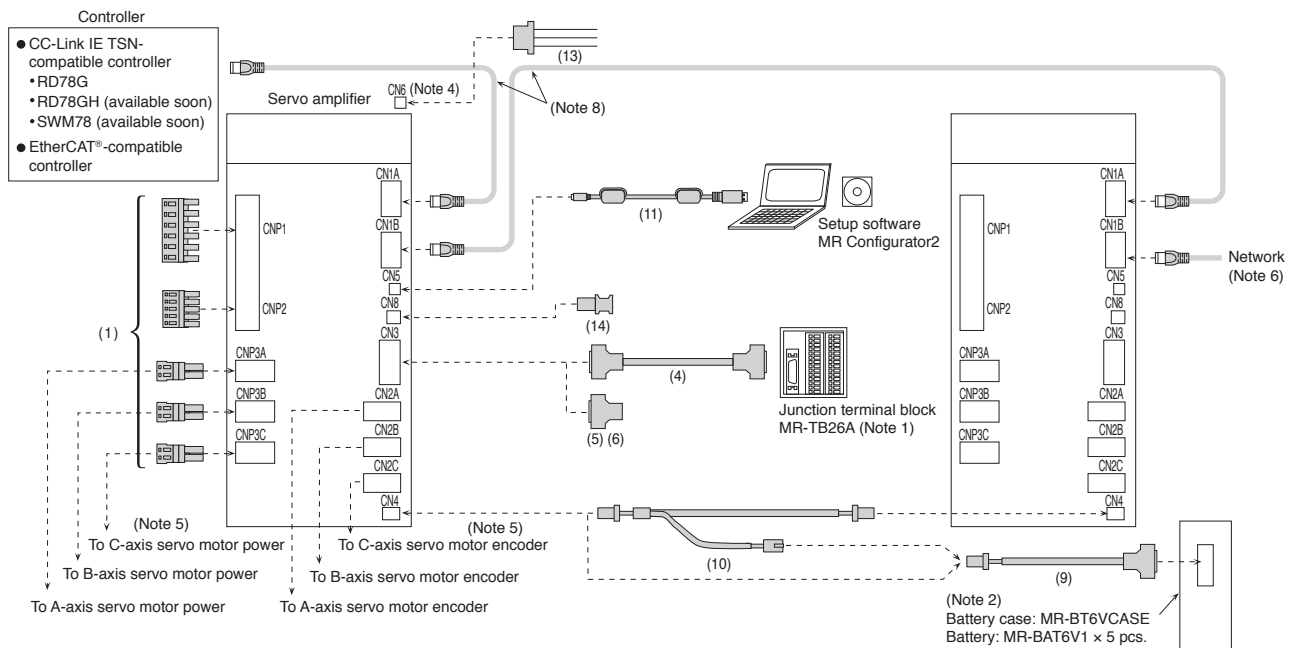 Controller
● CC-Link IE TSN-
compatible controller
•RD78G
•RD78GH (available soon)
•SWM78 (available soon)
● EtherCAT®-compatible
controller
Servo amplifier
CN6 (Note 4)
(13)
(Note 8)
CN1A
CN1B
CN5
CN8
CN3
CN2A
CN2B
CN2C
CN4
CNP1
CNP2
CNP3A
CNP3B
CNP3C
(1)
(11)
Setup software
MR Configurator2
(14)
(4)
(5) (6)
Junction terminal block
MR-TB26A (Note 1)
CN1A
CN1B
CN5
CN8
CN3
CN2A
CN2B
CN2C
CN4
CNP1
CNP2
CNP3A
CNP3B
CNP3C
Network
(Note 6)
(Note 5)
To C-axis servo motor power
To B-axis servo motor power
To A-axis servo motor power
(Note 5)
To C-axis servo motor encoder
To B-axis servo motor encoder
To A-axis servo motor encoder
(10)
(9)
(Note 2)
Battery case: MR-BT6VCASE
Battery: MR-BAT6V1 × 5 pcs.